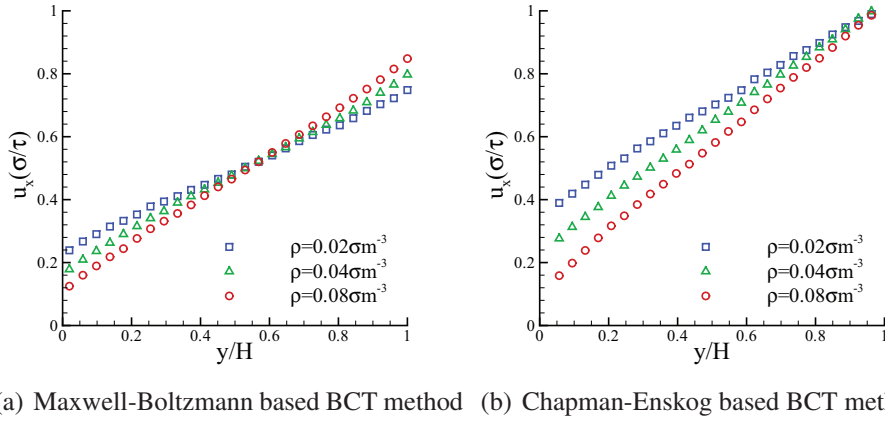 1
0.8
0.6
0.4
0.2
0
0
0.2
0.4
0.6
0.8
1
u_x(σ/τ)
y/H
ρ=0.02σm⁻³
ρ=0.04σm⁻³
ρ=0.08σm⁻³
Maxwell-Boltzmann based BCT method
1
0.8
0.6
0.4
0.2
0
0
0.2
0.4
0.6
0.8
1
u_x(σ/τ)
y/H
ρ=0.02σm⁻³
ρ=0.04σm⁻³
ρ=0.08σm⁻³
(b) Chapman-Enskog based BCT